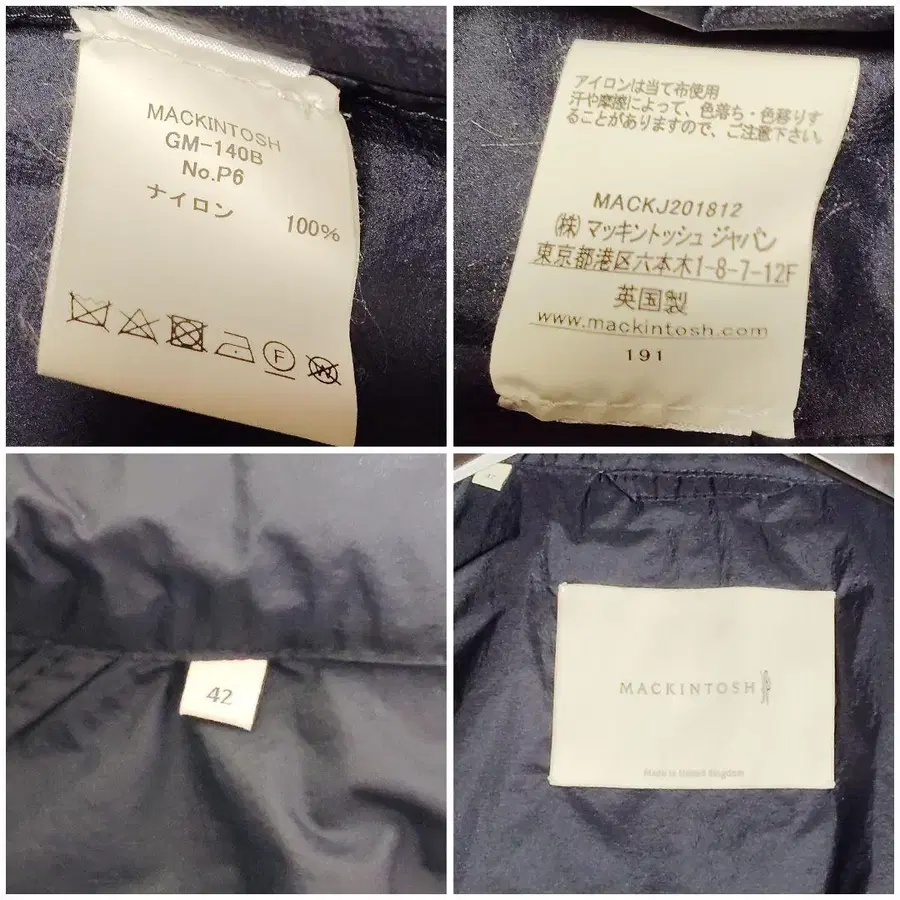 MACKINTOSH
GM-140B
No.P6
ナイロン 100%
F
W
アイロンは当て布使用
汗や摩擦によって、色落ち・色移りす
ることがありますので、ご注意下さい。
MACKJ201812
(株)マッキントッシュ ジャパン
東京都港区六本木1-8-7-12F
英国製
www.mackintosh.com
191
42
MACKINTOSH
Made in United Kingdom